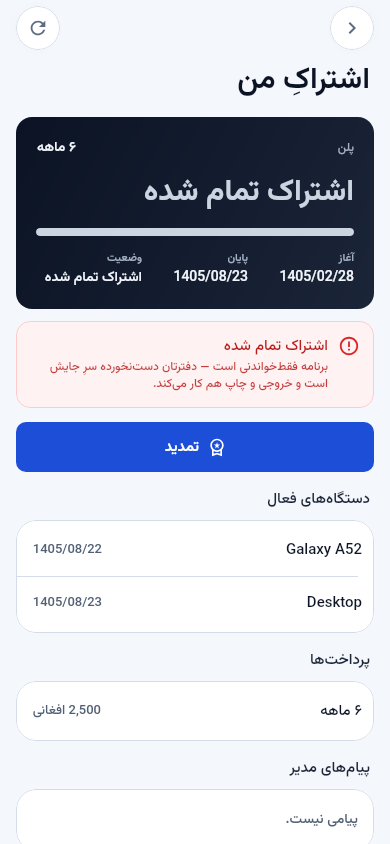 اشتراکِ من
پلن
۶ ماهه
اشتراک تمام شده
آغاز
پایان
وضعیت
1405/02/28
1405/08/23
اشتراک تمام شده
اشتراک تمام شده
برنامه فقط‌خواندنی است — دفترتان دست‌نخورده سرِ جایش
است و خروجی و چاپ هم کار می‌کند.
تمدید
دستگاه‌های فعال
Galaxy A52
1405/08/22
Desktop
1405/08/23
پرداخت‌ها
۶ ماهه
2,500 افغانی
پیام‌های مدیر
پیامی نیست.